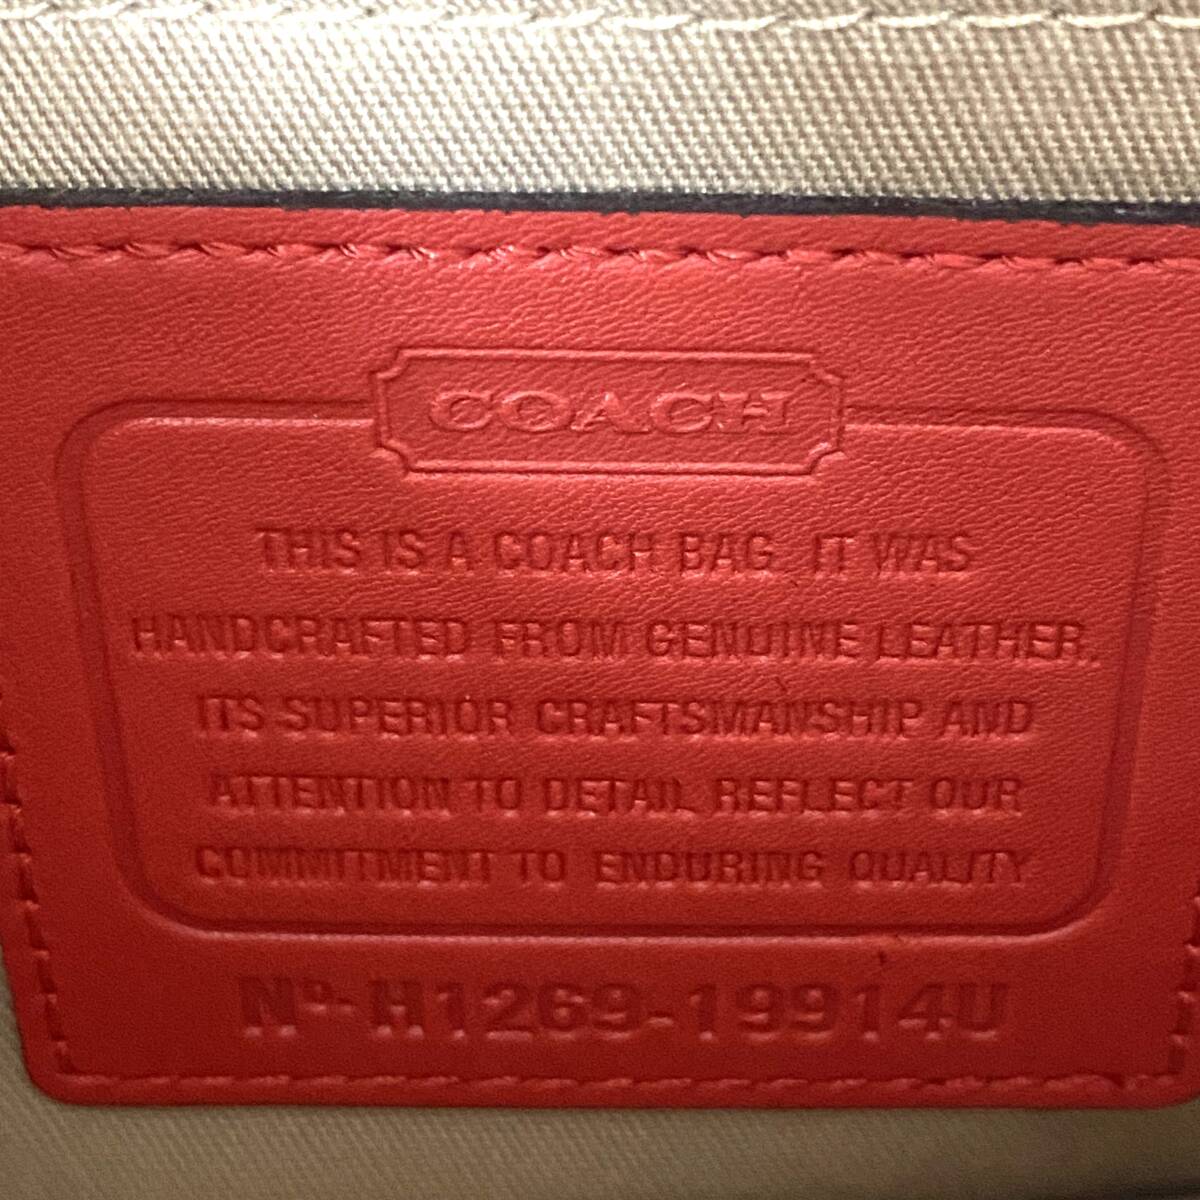 COACH
THIS IS A COACH BAG. IT WAS
HANDCRAFTED FROM GENUINE LEATHER.
ITS SUPERIOR CRAFTSMANSHIP AND
ATTENTION TO DETAIL REFLECT OUR
COMMITMENT TO ENDURING QUALITY
Nº-H1269-19914U